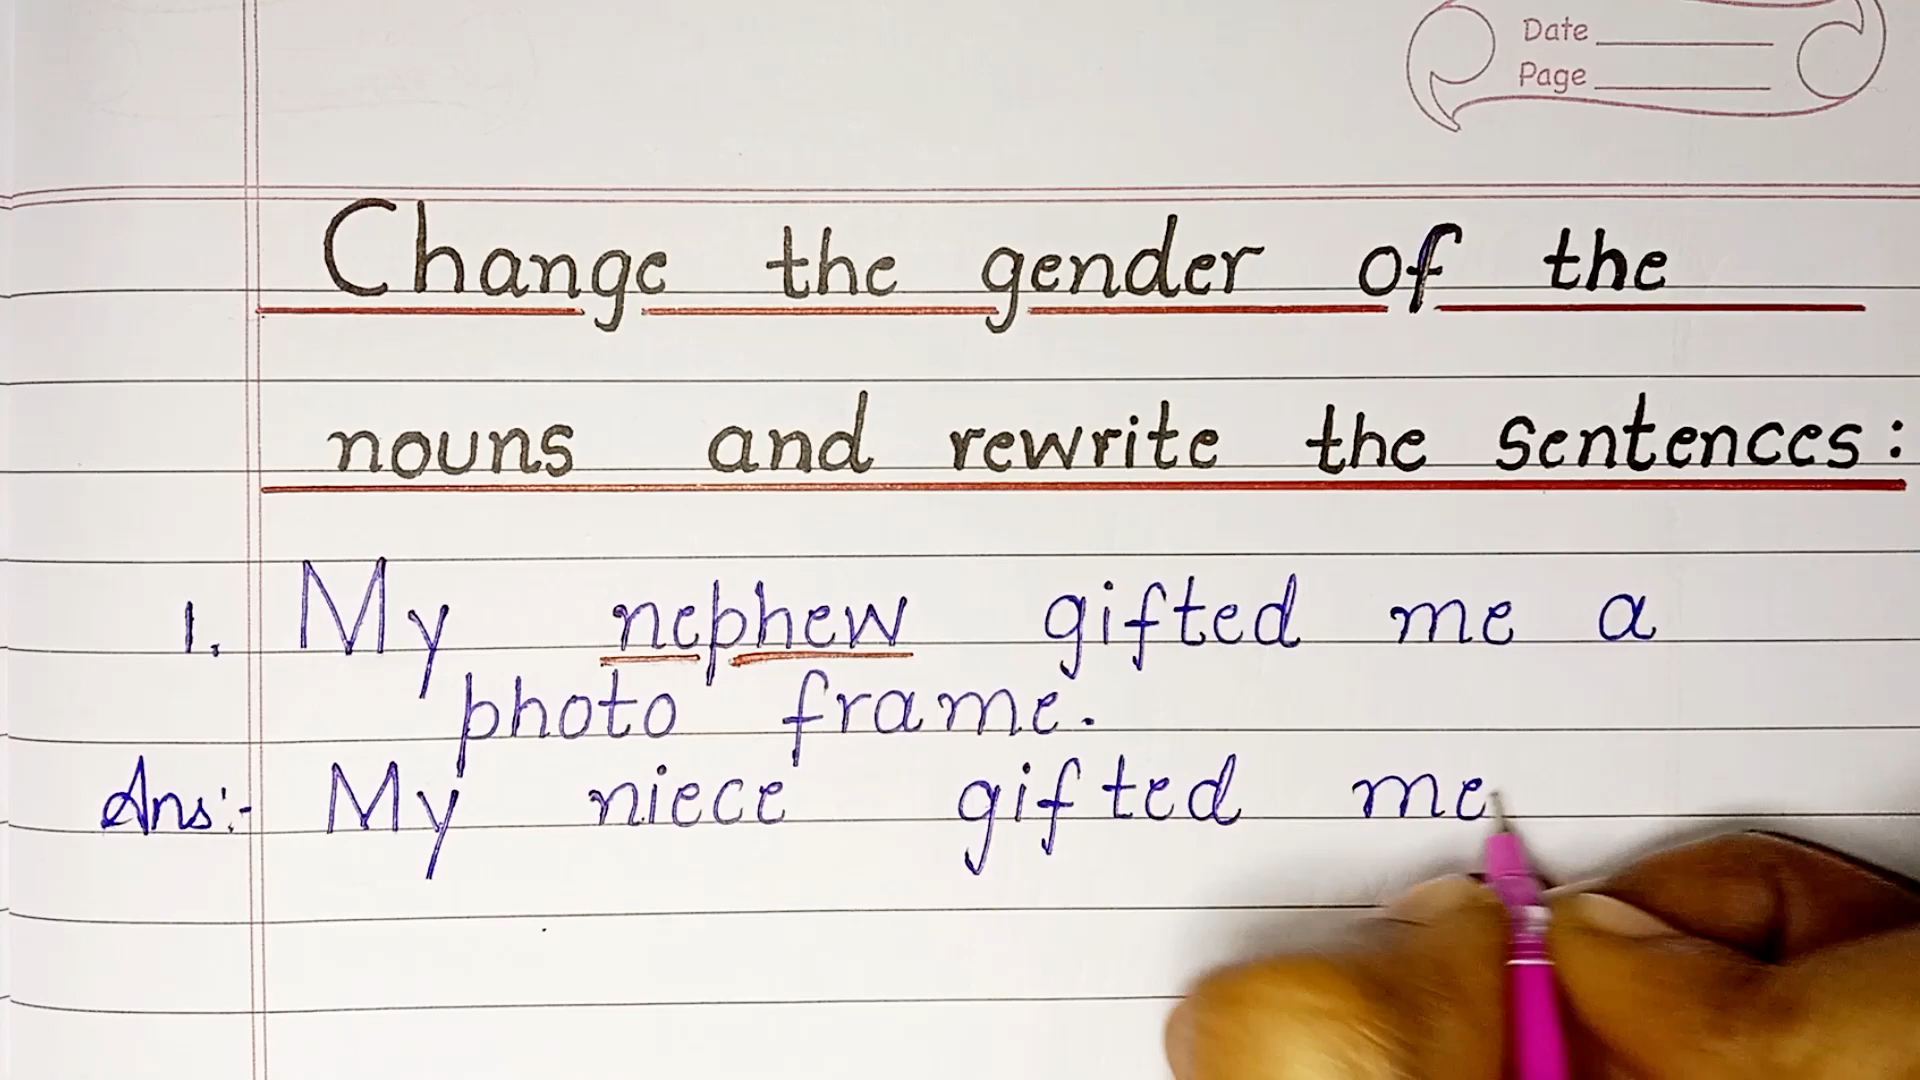 Date
Page
Change the gender of the
nouns and rewrite the sentences:
1. My nephew gifted me a
photo frame.
Ans:- My niece gifted me